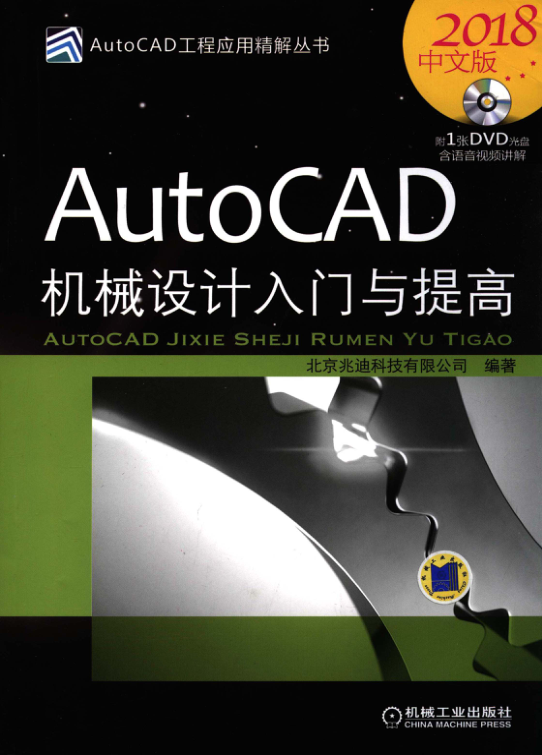 AutoCAD工程应用精解丛书
2018
中文版
附1张DVD光盘
含语音视频讲解
AutoCAD
机械设计入门与提高
AUTOCAD JIXIE SHEJI RUMEN YU TIGAO
北京兆迪科技有限公司 编著
机械工业出版社
CHINA MACHINE PRESS